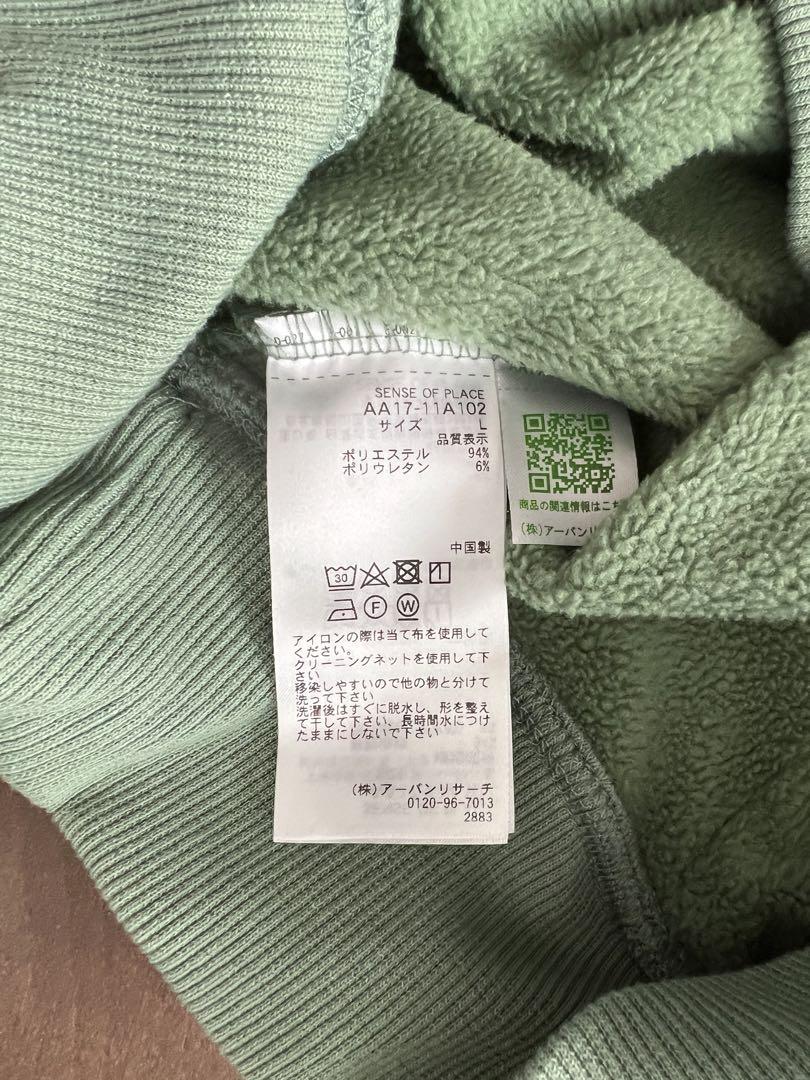 SENSE OF PLACE
AA17-11A102
サイズ L
品質表示
ポリエステル 94%
ポリウレタン 6%
中国製
30
F W
アイロンの際は当て布を使用して
ください。
クリーニングネットを使用して下
さい
移染しやすいので他の物と分けて
洗って下さい
洗濯後はすぐに脱水し、形を整え
て干して下さい、長時間水につけ
たままにしないで下さい
(株)アーバンリサーチ
0120-96-7013
2883
商品の関連情報はこち
(株)アーバンリ